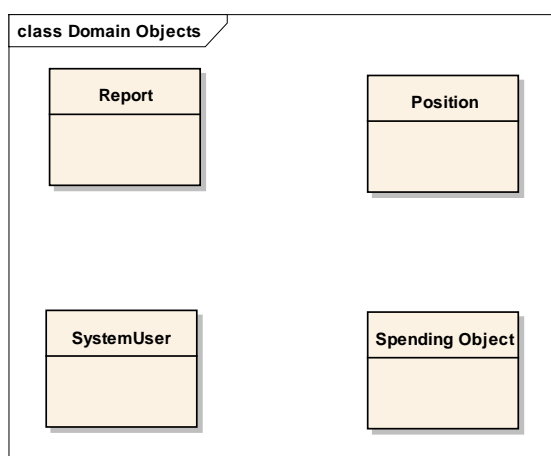 class Domain Objects
Report
Position
SystemUser
Spending Object